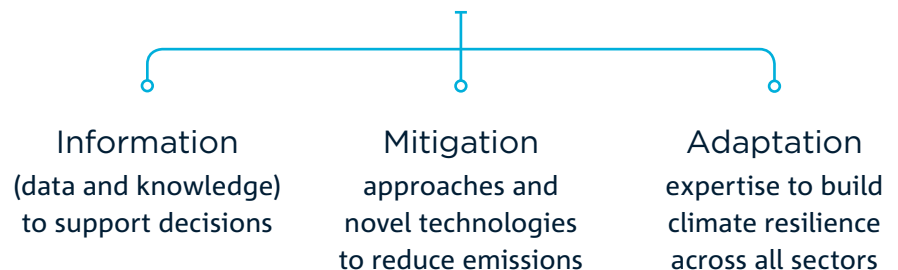 Information
(data and knowledge)
to support decisions
Mitigation
approaches and
novel technologies
to reduce emissions
Adaptation
expertise to build
climate resilience
across all sectors